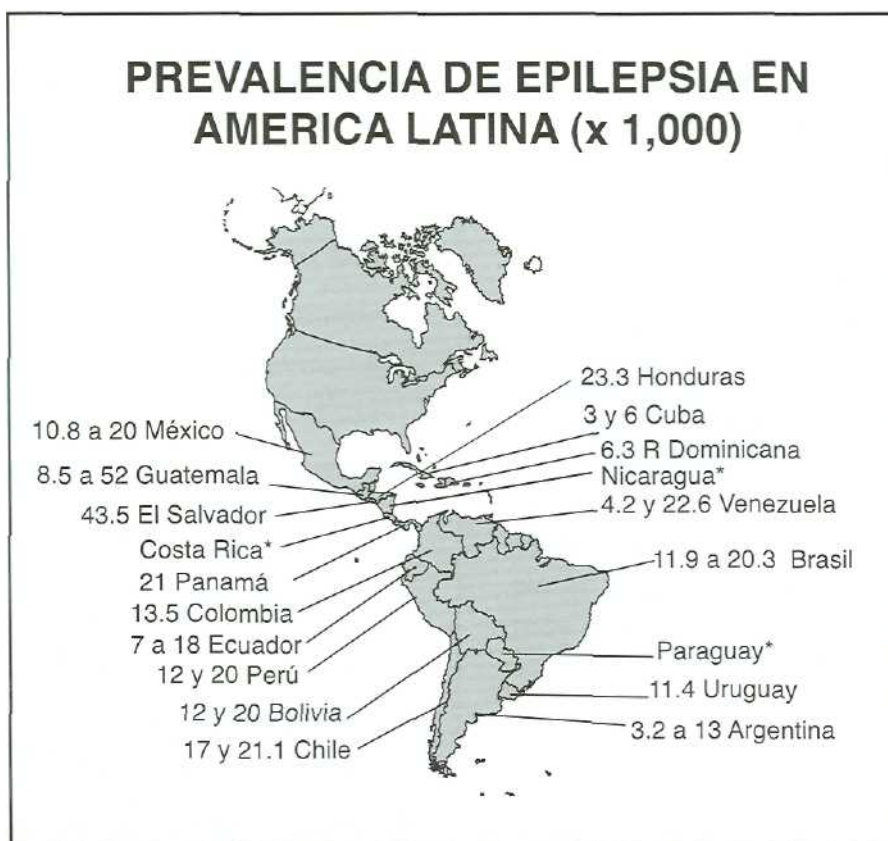 PREVALENCIA DE EPILEPSIA EN
AMERICA LATINA (x 1,000)
23.3 Honduras
3 y 6 Cuba
10.8 a 20 México
6.3 R Dominicana
8.5 a 52 Guatemala
Nicaragua*
4.2 y 22.6 Venezuela
43.5 El Salvador
Costa Rica*
11.9 a 20.3 Brasil
21 Panamá
13.5 Colombia
7 a 18 Ecuador
Paraguay*
12 y 20 Perú
11.4 Uruguay
12 y 20 Bolivia
3.2 a 13 Argentina
17 y 21.1 Chile